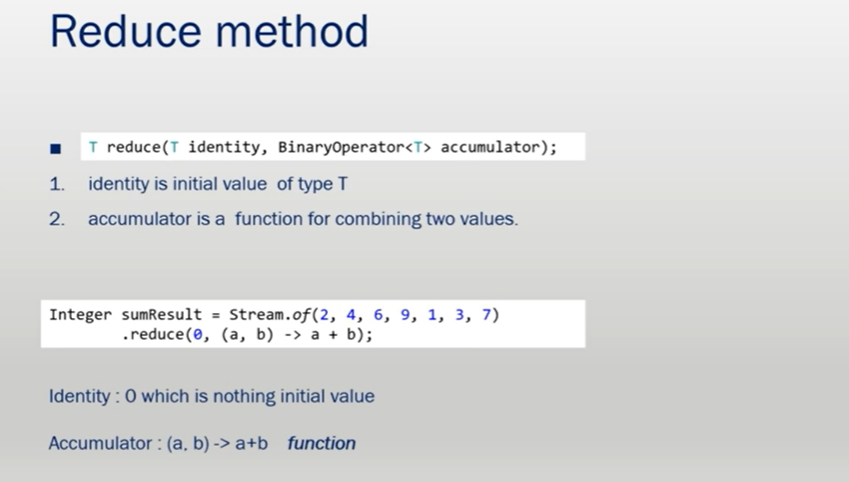 Reduce method
T reduce(T identity, BinaryOperator<T> accumulator);
1. identity is initial value of type T
2. accumulator is a function for combining two values.
Integer sumResult = Stream.of(2, 4, 6, 9, 1, 3, 7)
.reduce(0, (a, b) -> a + b);
Identity : 0 which is nothing initial value
Accumulator : (a, b) -> a+b function